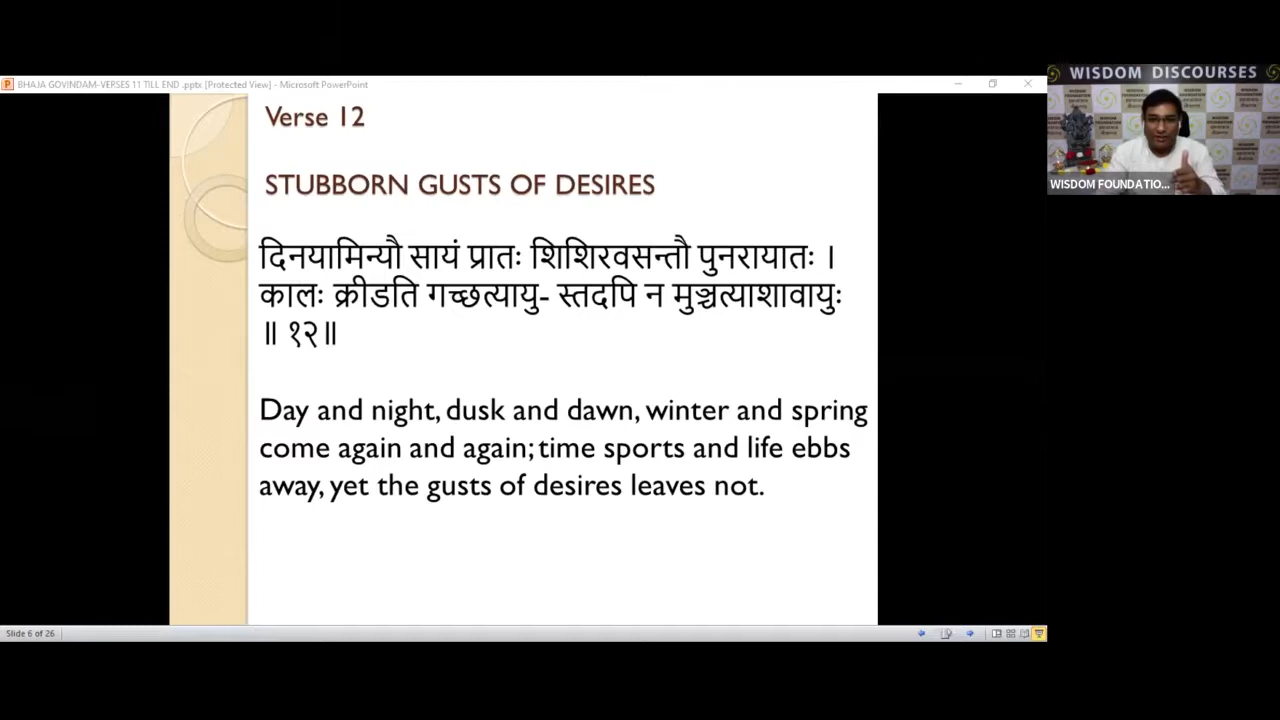 BHAJA GOVINDAM-VERSES 11 TILL END .pptx [Protected View] - Microsoft PowerPoint
WISDOM DISCOURSES
WISDOM FOUNDATIO...
Verse 12
STUBBORN GUSTS OF DESIRES
दिनयामिन्यौ सायं प्रातः शिशिरवसन्तौ पुनरायातः ।
कालः क्रीडति गच्छत्यायु- स्तदपि न मुञ्चत्याशावायुः
॥ १२॥
Day and night, dusk and dawn, winter and spring
come again and again; time sports and life ebbs
away, yet the gusts of desires leaves not.
Slide 6 of 26